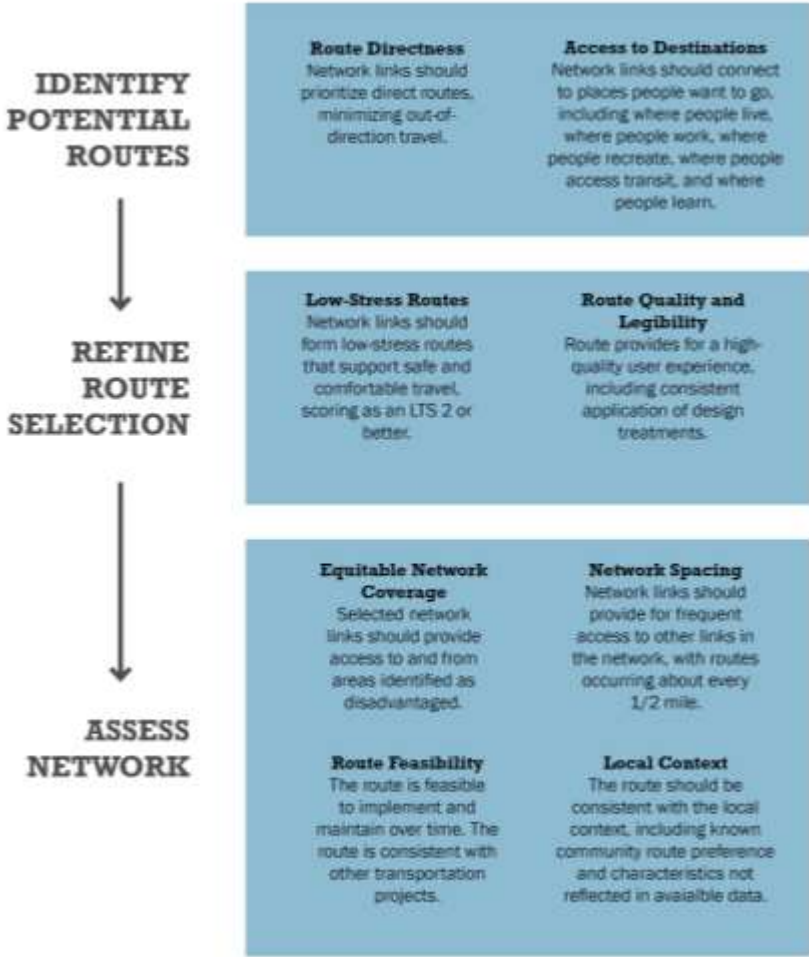 IDENTIFY
POTENTIAL
ROUTES
Route Directness
Network links should
prioritize direct routes,
minimizing out-of-
direction travel.
Access to Destinations
Network links should connect
to places people want to go,
including where people live,
where people work, where
people recreate, where people
access transit, and where
people learn.
REFINE
ROUTE
SELECTION
Low-Stress Routes
Network links should
form low-stress routes
that support safe and
comfortable travel,
scoring as an LTS 2 or
better.
Route Quality and
Legibility
Route provides for a high-
quality user experience,
including consistent
application of design
treatments.
ASSESS
NETWORK
Equitable Network
Coverage
Selected network
links should provide
access to and from
areas identified as
disadvantaged.
Network Spacing
Network links should
provide for frequent
access to other links in
the network, with routes
occurring about every
1/2 mile.
Route Feasibility
The route is feasible
to implement and
maintain over time. The
route is consistent with
other transportation
projects.
Local Context
The route should be
consistent with the local
context, including known
community route preference
and characteristics not
reflected in avaialble data.